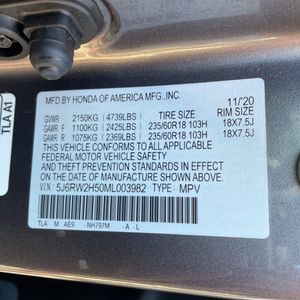 MFD.BY HONDA OF AMERICA MFG.,INC. 11/20
GVWR 2150KG (4739LBS) TIRE SIZE RIM SIZE
GAWR F 1100KG (2425LBS) 235/60R18 103H 18X7.5J
GAWR R 1075KG (2369LBS) 235/60R18 103H 18X7.5J
THIS VEHICLE CONFORMS TO ALL APPLICABLE
FEDERAL MOTOR VEHICLE SAFETY, BUMPER,
AND THEFT PREVENTION STANDARDS IN EFFECT
ON THE DATE OF MANUFACTURE SHOWN ABOVE.
V.I.N: 5J6RW2H50ML003982 TYPE: MPV
TLA M AE9 - NH797M - A - L
TLA A1